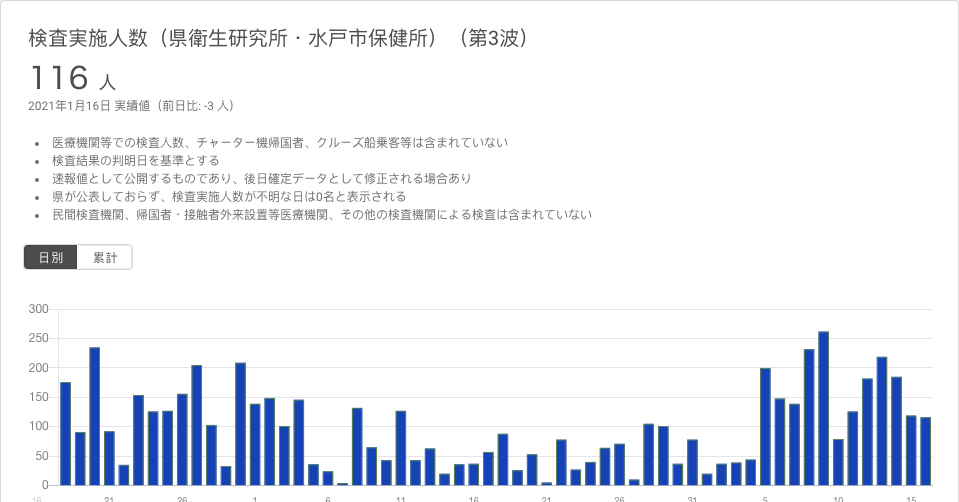 検査実施人数（県衛生研究所・水戸市保健所）（第3波）
116 人
2021年1月16日 実績値（前日比: -3 人）
• 医療機関等での検査人数、チャーター機帰国者、クルーズ船乗客等は含まれていない
• 検査結果の判明日を基準とする
• 速報値として公開するものであり、後日確定データとして修正される場合あり
• 県が公表しておらず、検査実施人数が不明な日は0名と表示される
• 民間検査機関、帰国者・接触者外来設置等医療機関、その他の検査機関による検査は含まれていない
日別 累計
300
250
200
150
100
50
0
16 21 26 1 6 11 16 21 26 31 5 10 15